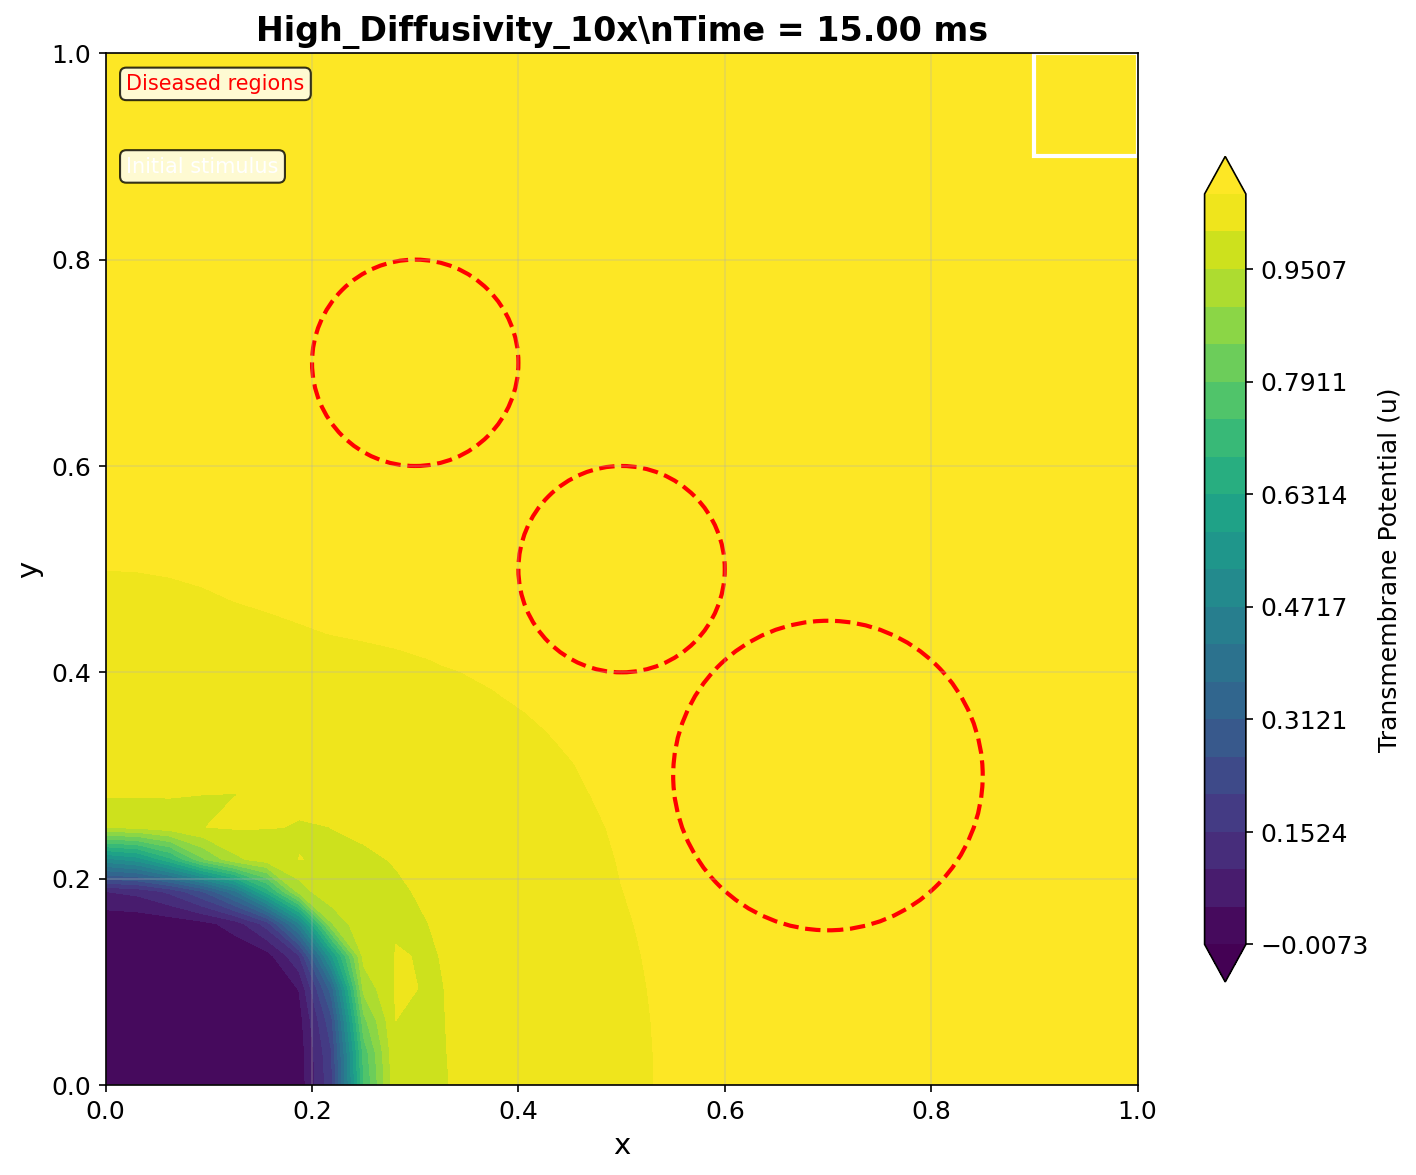 High_Diffusivity_10x\nTime = 15.00 ms
Diseased regions
Initial stimulus
1.0
0.8
0.6
0.4
0.2
0.0
y
0.0 0.2 0.4 0.6 0.8 1.0
x
0.9507
0.7911
0.6314
0.4717
0.3121
0.1524
−0.0073
Transmembrane Potential (u)